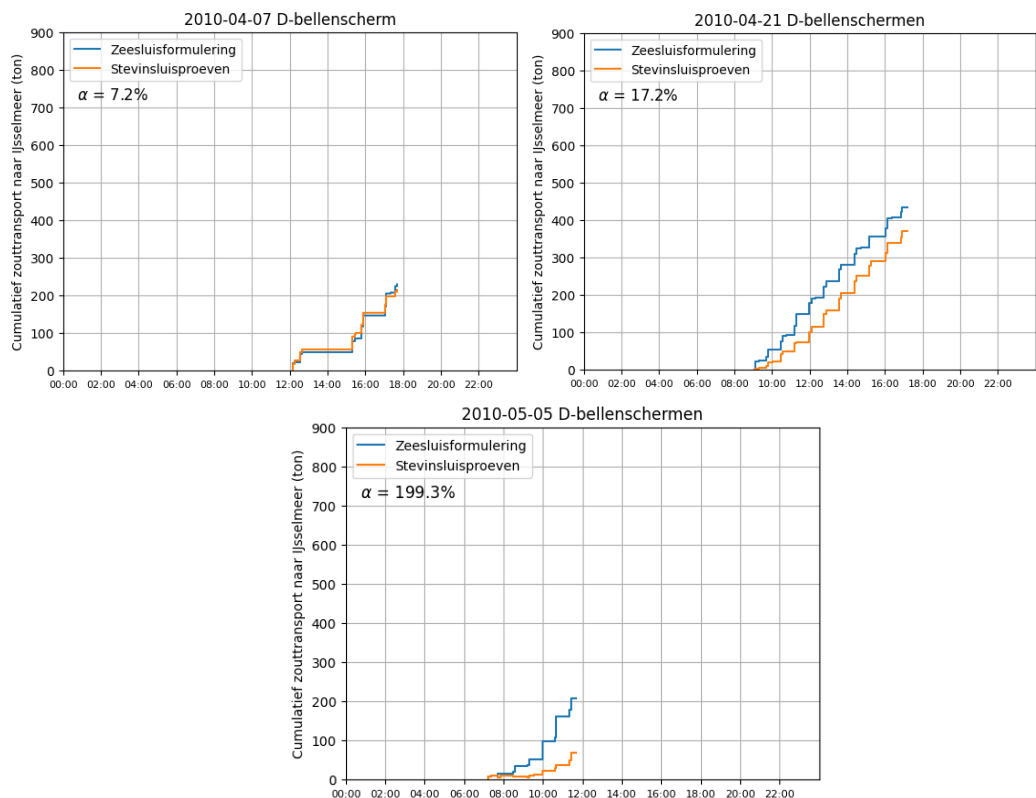 2010-04-07 D-bellenscherm
Cumulatief zouttransport naar IJsselmeer (ton)
900
800
700
600
500
400
300
200
100
0
Zeesluisformulering
Stevinsluisproeven
α = 7.2%
00:00 02:00 04:00 06:00 08:00 10:00 12:00 14:00 16:00 18:00 20:00 22:00
2010-04-21 D-bellenschermen
Cumulatief zouttransport naar IJsselmeer (ton)
900
800
700
600
500
400
300
200
100
0
Zeesluisformulering
Stevinsluisproeven
α = 17.2%
00:00 02:00 04:00 06:00 08:00 10:00 12:00 14:00 16:00 18:00 20:00 22:00
2010-05-05 D-bellenschermen
Cumulatief zouttransport naar IJsselmeer (ton)
900
800
700
600
500
400
300
200
100
0
Zeesluisformulering
Stevinsluisproeven
α = 199.3%
00:00 02:00 04:00 06:00 08:00 10:00 12:00 14:00 16:00 18:00 20:00 22:00